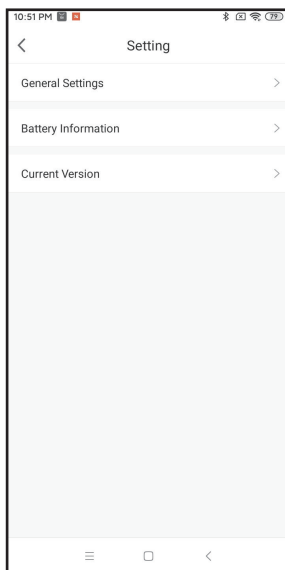 10:51 PM 79
Setting
General Settings
Battery Information
Current Version